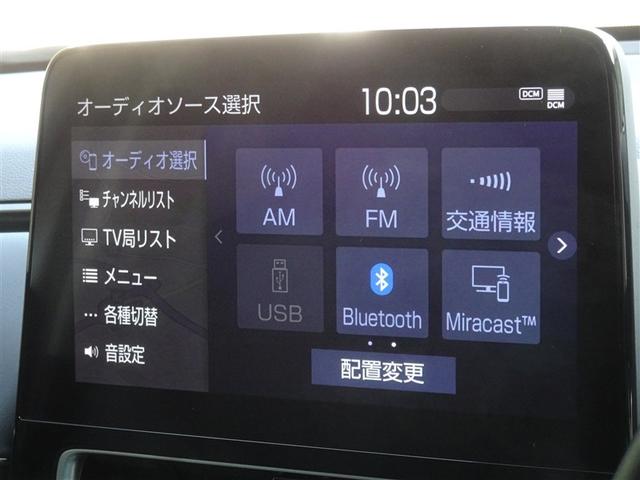 オーディオソース選択
10:03
DCM
DCM
オーディオ選択
チャンネルリスト
TV局リスト
メニュー
各種切替
音設定
AM
FM
交通情報
USB
Bluetooth
Miracast™
配置変更